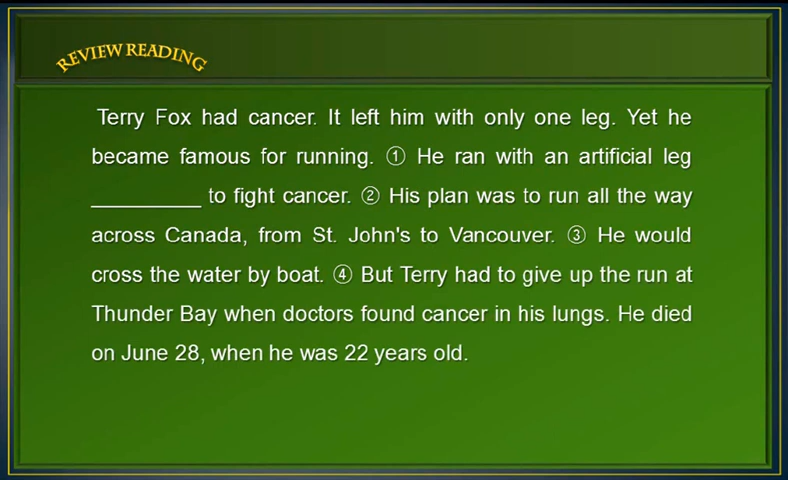 REVIEW READING
Terry Fox had cancer. It left him with only one leg. Yet he
became famous for running. ① He ran with an artificial leg
_________ to fight cancer. ② His plan was to run all the way
across Canada, from St. John's to Vancouver. ③ He would
cross the water by boat. ④ But Terry had to give up the run at
Thunder Bay when doctors found cancer in his lungs. He died
on June 28, when he was 22 years old.